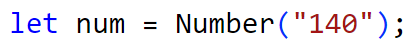 let num = Number("140");